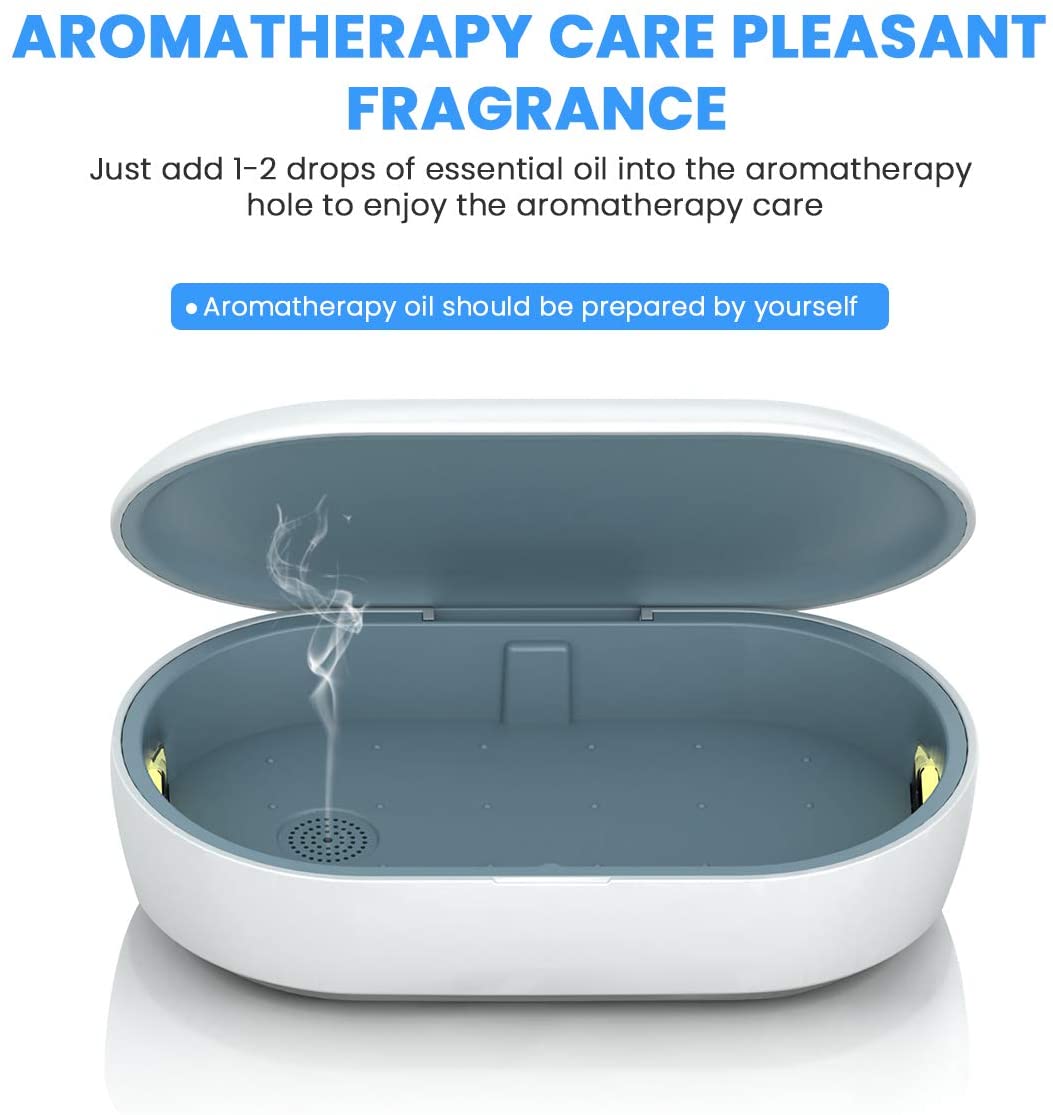 AROMATHERAPY CARE PLEASANT
FRAGRANCE
Just add 1-2 drops of essential oil into the aromatherapy
hole to enjoy the aromatherapy care
• Aromatherapy oil should be prepared by yourself